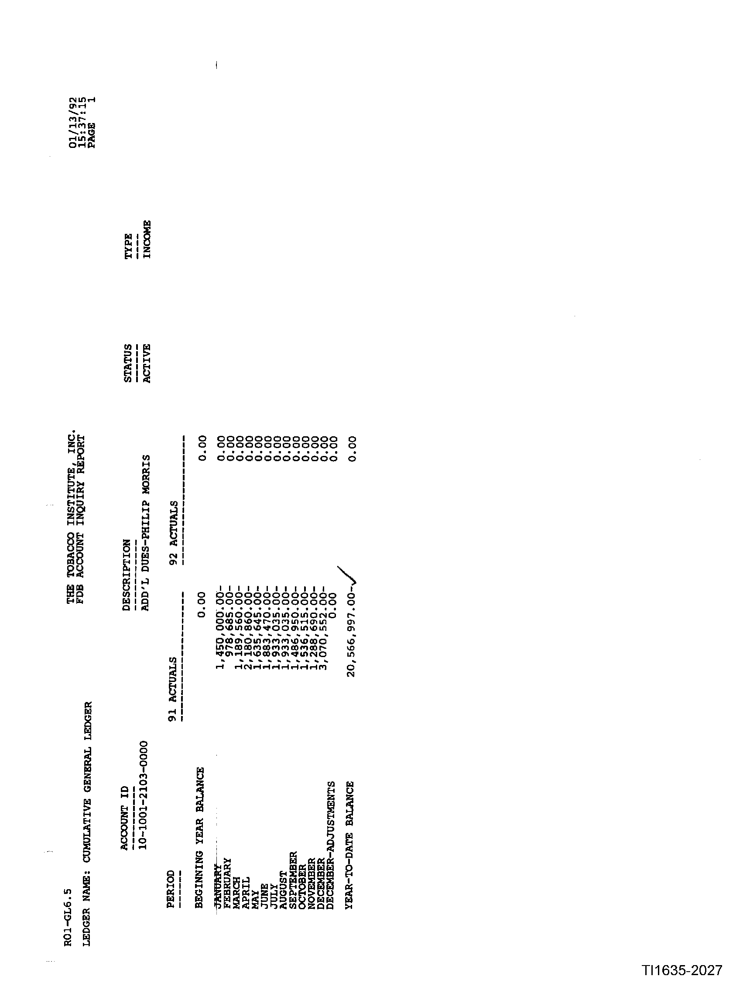 R01-GL6.5 THE TOBACCO INSTITUTE, INC. 01/13/92
LEDGER NAME: CUMULATIVE GENERAL LEDGER FDB ACCOUNT INQUIRY REPORT 15:37:15
PAGE 1
ACCOUNT ID DESCRIPTION STATUS TYPE
---------- ----------- ------ ----
10-1001-2103-0000 ADD'L DUES-PHILIP MORRIS ACTIVE INCOME
PERIOD 91 ACTUALS 92 ACTUALS
------ ------------------ ------------------
BEGINNING YEAR BALANCE 0.00 0.00
JANUARY 1,450,000.00- 0.00
FEBRUARY 978,685.00- 0.00
MARCH 1,189,560.00- 0.00
APRIL 2,180,860.00- 0.00
MAY 1,635,645.00- 0.00
JUNE 1,883,470.00- 0.00
JULY 1,933,035.00- 0.00
AUGUST 1,933,035.00- 0.00
SEPTEMBER 1,486,950.00- 0.00
OCTOBER 1,536,515.00- 0.00
NOVEMBER 1,288,690.00- 0.00
DECEMBER 3,070,552.00- 0.00
DECEMBER-ADJUSTMENTS 0.00 0.00
YEAR-TO-DATE BALANCE 20,566,997.00- 0.00
TI1635-2027